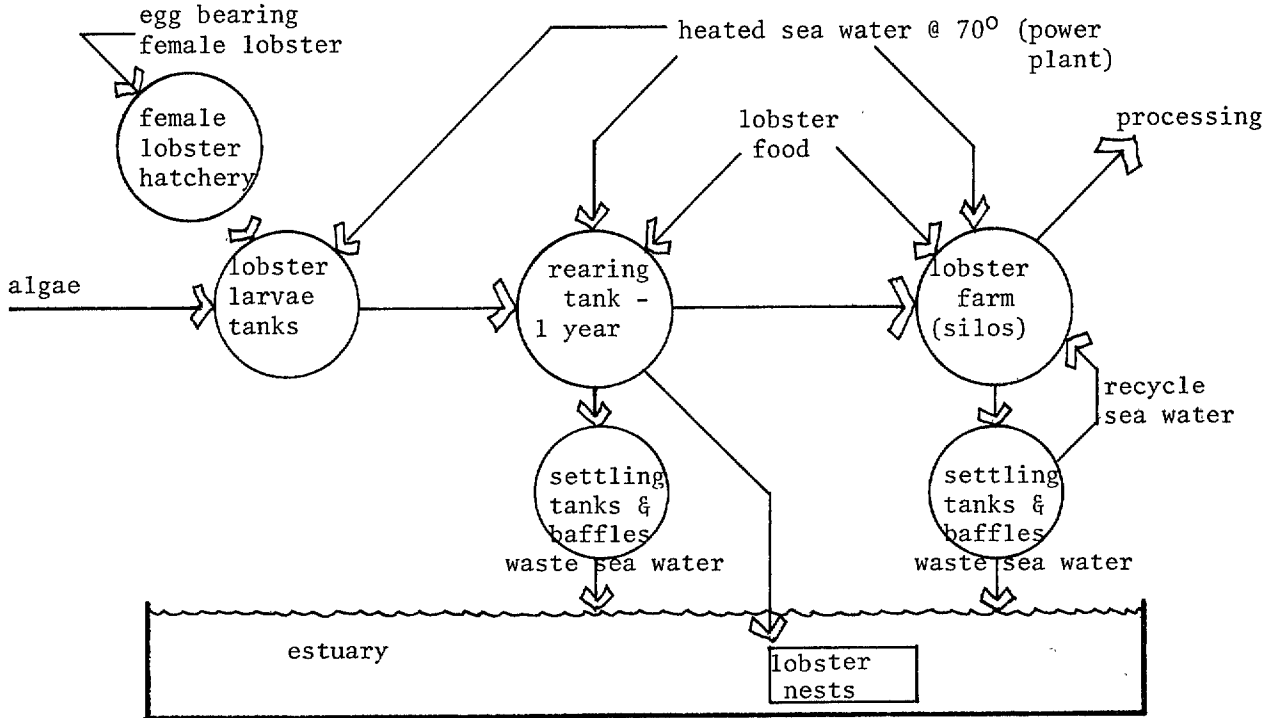 egg bearing
female lobster
heated sea water @ 70º (power
plant)
female
lobster
hatchery
lobster
food
processing
algae
lobster
larvae
tanks
rearing
tank -
1 year
lobster
farm
(silos)
recycle
sea water
settling
tanks &
baffles
waste sea water
settling
tanks &
baffles
waste sea water
estuary
lobster
nests